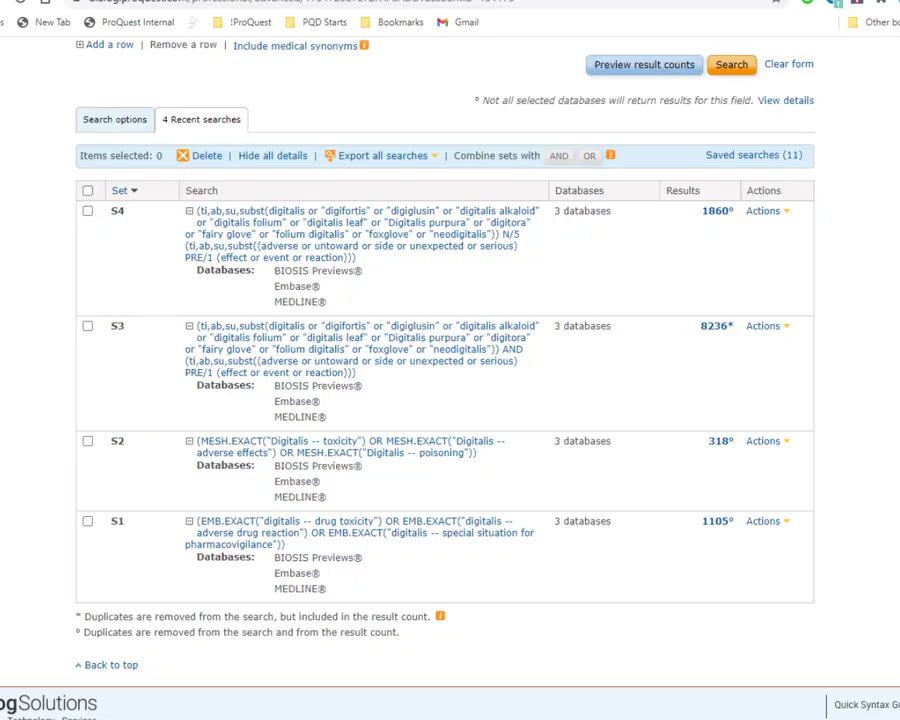 New Tab ProQuest Internal !ProQuest PQD Starts Bookmarks Gmail Other bo
Add a row | Remove a row | Include medical synonyms i
Preview result counts Search Clear form
° Not all selected databases will return results for this field. View details
Search options 4 Recent searches
Items selected: 0 Delete | Hide all details | Export all searches | Combine sets with AND OR i Saved searches (11)
Set Search Databases Results Actions
S4 (ti,ab,su,subst(digitalis or "digifortis" or "digiglusin" or "digitalis alkaloid" 3 databases 1860° Actions
or "digitalis folium" or "digitalis leaf" or "Digitalis purpura" or "digitora"
or "fairy glove" or "folium digitalis" or "foxglove" or "neodigitalis")) N/5
(ti,ab,su,subst((adverse or untoward or side or unexpected or serious)
PRE/1 (effect or event or reaction)))
Databases: BIOSIS Previews®
Embase®
MEDLINE®
S3 (ti,ab,su,subst(digitalis or "digifortis" or "digiglusin" or "digitalis alkaloid" 3 databases 8236* Actions
or "digitalis folium" or "digitalis leaf" or "Digitalis purpura" or "digitora"
or "fairy glove" or "folium digitalis" or "foxglove" or "neodigitalis")) AND
(ti,ab,su,subst((adverse or untoward or side or unexpected or serious)
PRE/1 (effect or event or reaction)))
Databases: BIOSIS Previews®
Embase®
MEDLINE®
S2 (MESH.EXACT("Digitalis -- toxicity") OR MESH.EXACT("Digitalis -- 3 databases 318° Actions
adverse effects") OR MESH.EXACT("Digitalis -- poisoning"))
Databases: BIOSIS Previews®
Embase®
MEDLINE®
S1 (EMB.EXACT("digitalis -- drug toxicity") OR EMB.EXACT("digitalis -- 3 databases 1105° Actions
adverse drug reaction") OR EMB.EXACT("digitalis -- special situation for
pharmacovigilance"))
Databases: BIOSIS Previews®
Embase®
MEDLINE®
* Duplicates are removed from the search, but included in the result count. i
° Duplicates are removed from the search and from the result count.
Back to top
ogSolutions Quick Syntax Gu